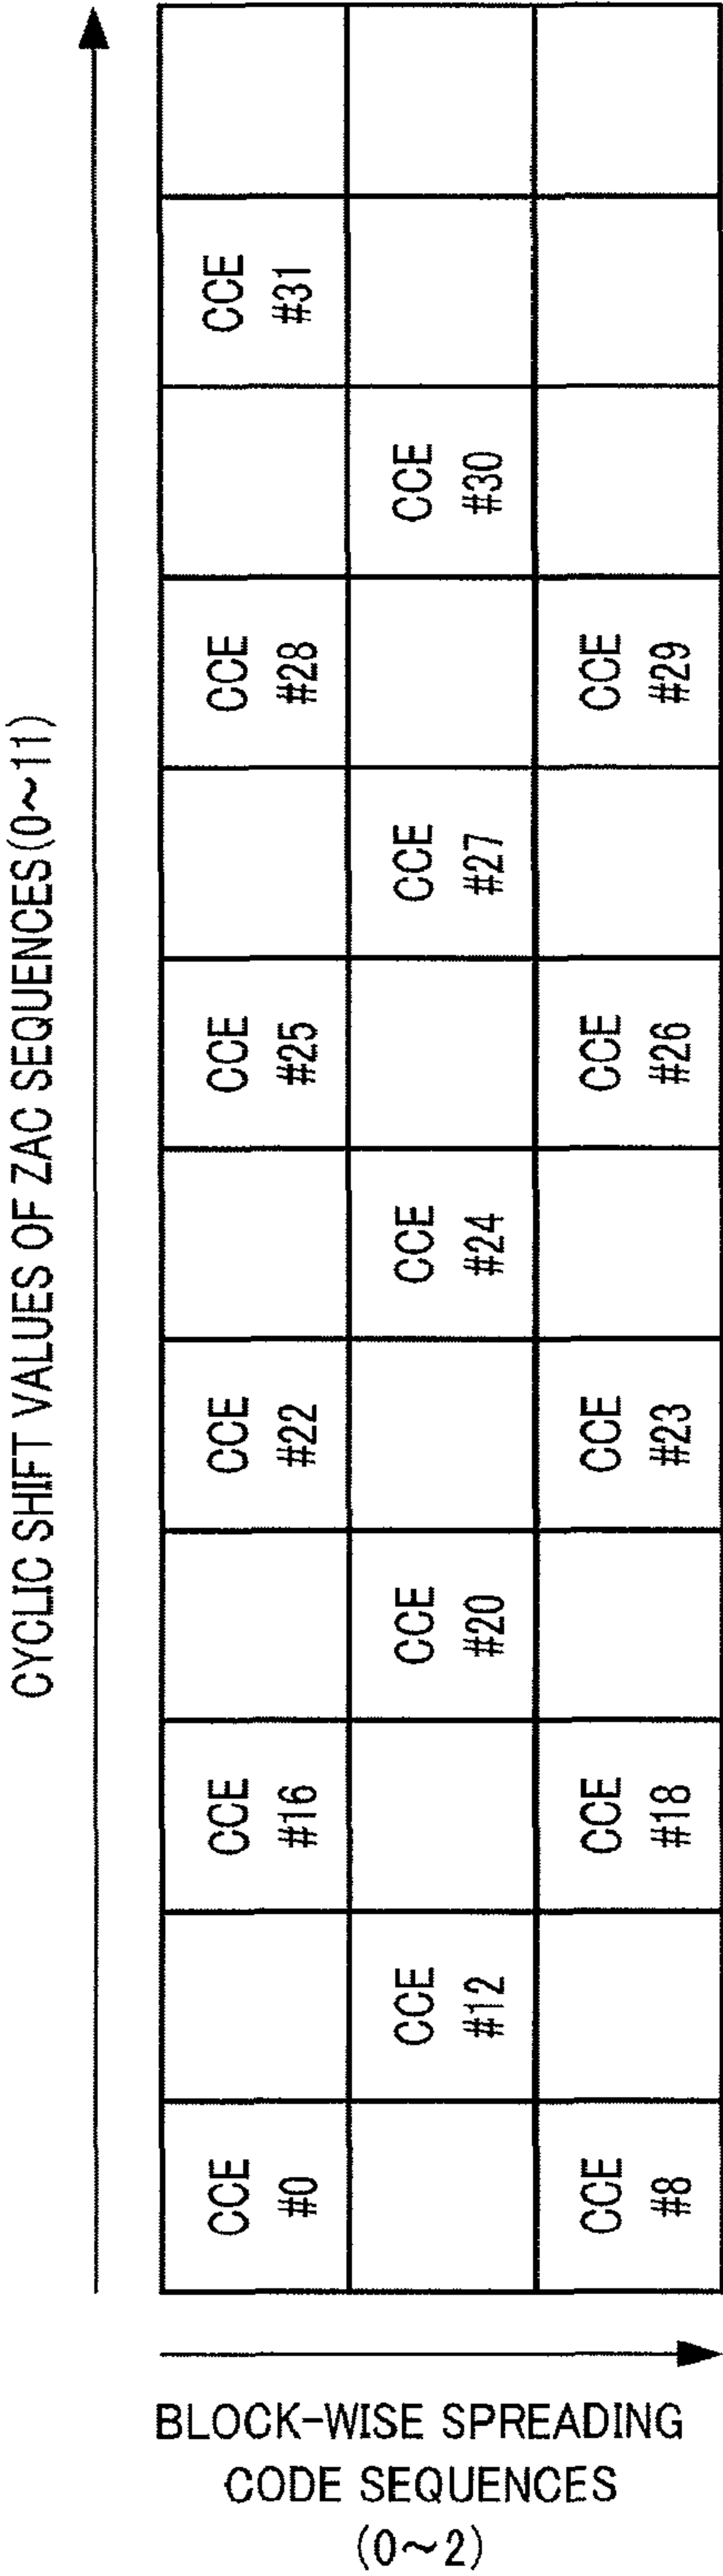 CYCLIC SHIFT VALUES OF ZAC SEQUENCES(0~11)
CCE
#31
CCE
#30
CCE
#28
CCE
#29
CCE
#27
CCE
#25
CCE
#26
CCE
#24
CCE
#22
CCE
#23
CCE
#20
CCE
#16
CCE
#18
CCE
#12
CCE
#0
CCE
#8
BLOCK-WISE SPREADING
CODE SEQUENCES
(0~2)